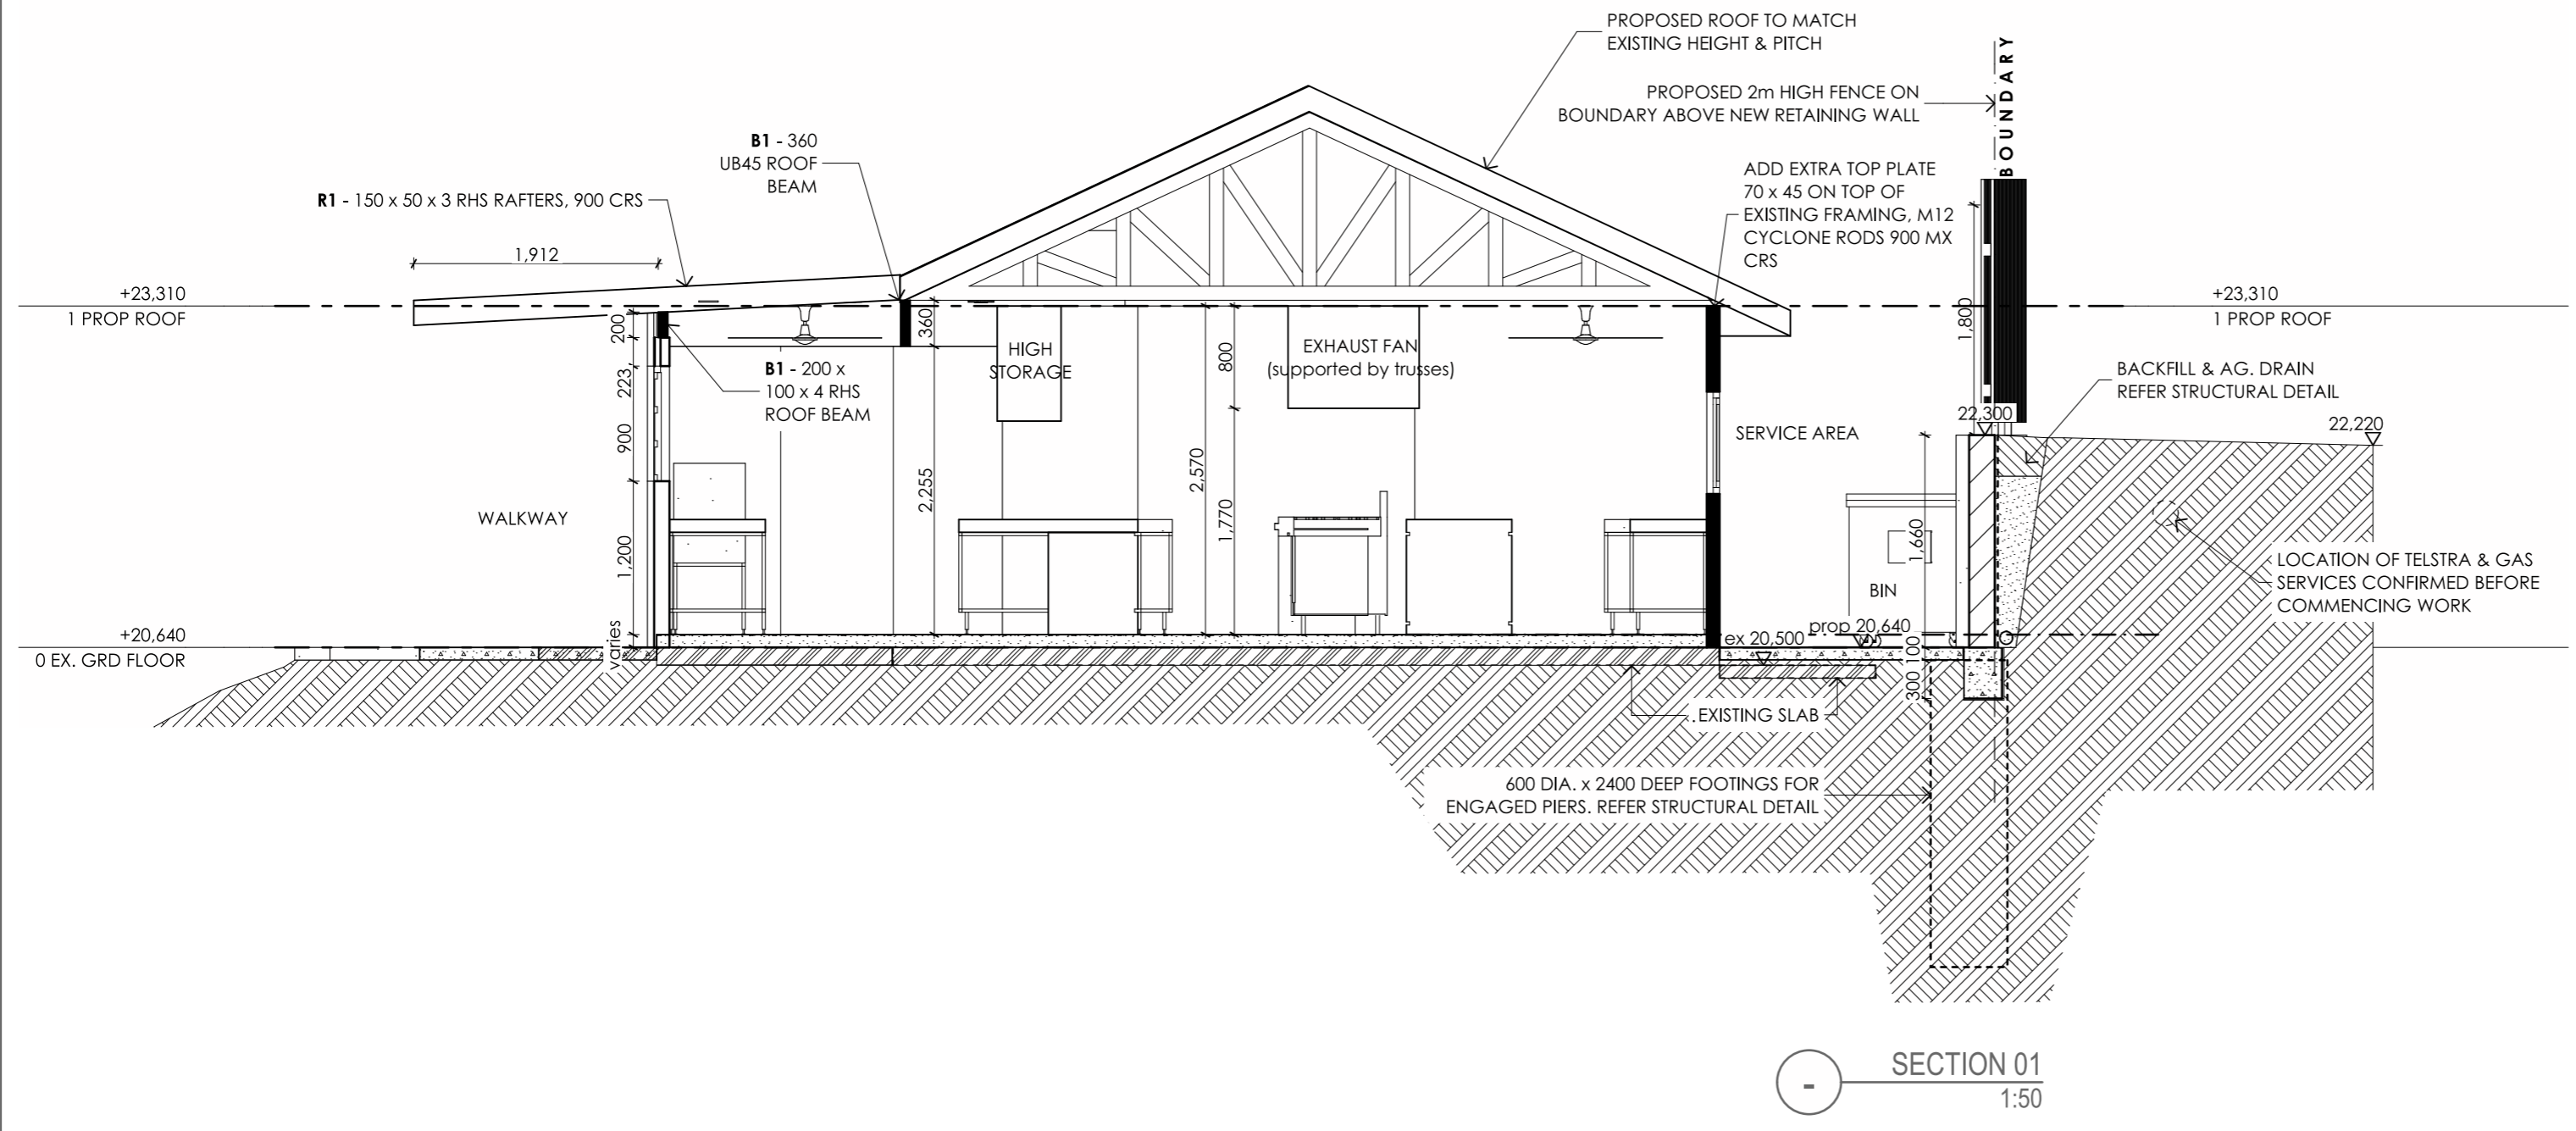 PROPOSED ROOF TO MATCH
EXISTING HEIGHT & PITCH
BOUNDARY
PROPOSED 2m HIGH FENCE ON
BOUNDARY ABOVE NEW RETAINING WALL
B1 - 360
UB45 ROOF
BEAM
ADD EXTRA TOP PLATE
70 x 45 ON TOP OF
EXISTING FRAMING, M12
CYCLONE RODS 900 MX
CRS
R1 - 150 x 50 x 3 RHS RAFTERS, 900 CRS
1,912
+23,310
1 PROP ROOF
+23,310
1 PROP ROOF
200
360
1,800
HIGH
STORAGE
800
EXHAUST FAN
(supported by trusses)
B1 - 200 x
100 x 4 RHS
ROOF BEAM
223
BACKFILL & AG. DRAIN
REFER STRUCTURAL DETAIL
22,300
22,220
900
SERVICE AREA
2,255
2,570
1,770
WALKWAY
1,200
1,660
BIN
LOCATION OF TELSTRA & GAS
SERVICES CONFIRMED BEFORE
COMMENCING WORK
+20,640
0 EX. GRD FLOOR
varies
ex 20,500
prop 20,640
100
300
.EXISTING SLAB
600 DIA. x 2400 DEEP FOOTINGS FOR
ENGAGED PIERS. REFER STRUCTURAL DETAIL
-
SECTION 01
1:50